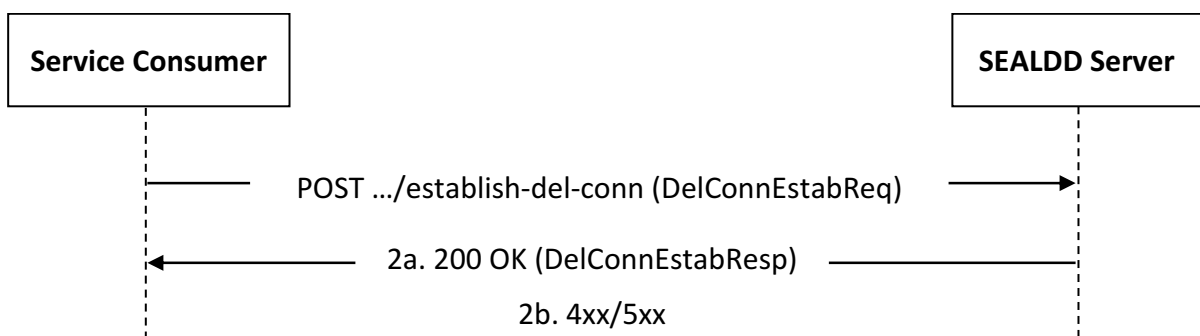 Service Consumer
SEALDD Server
POST …/establish-del-conn (DelConnEstabReq)
2a. 200 OK (DelConnEstabResp)
2b. 4xx/5xx